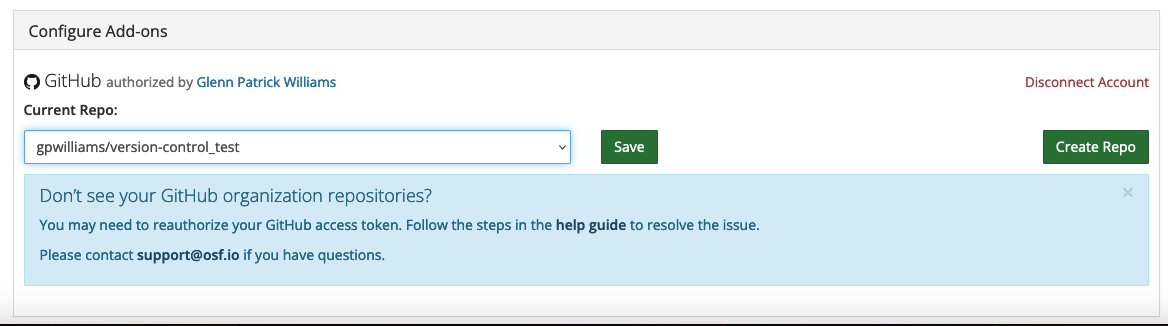 Configure Add-ons
GitHub authorized by Glenn Patrick Williams
Disconnect Account
Current Repo:
gpwilliams/version-control_test
Save
Create Repo
Don’t see your GitHub organization repositories?
×
You may need to reauthorize your GitHub access token. Follow the steps in the help guide to resolve the issue.
Please contact support@osf.io if you have questions.